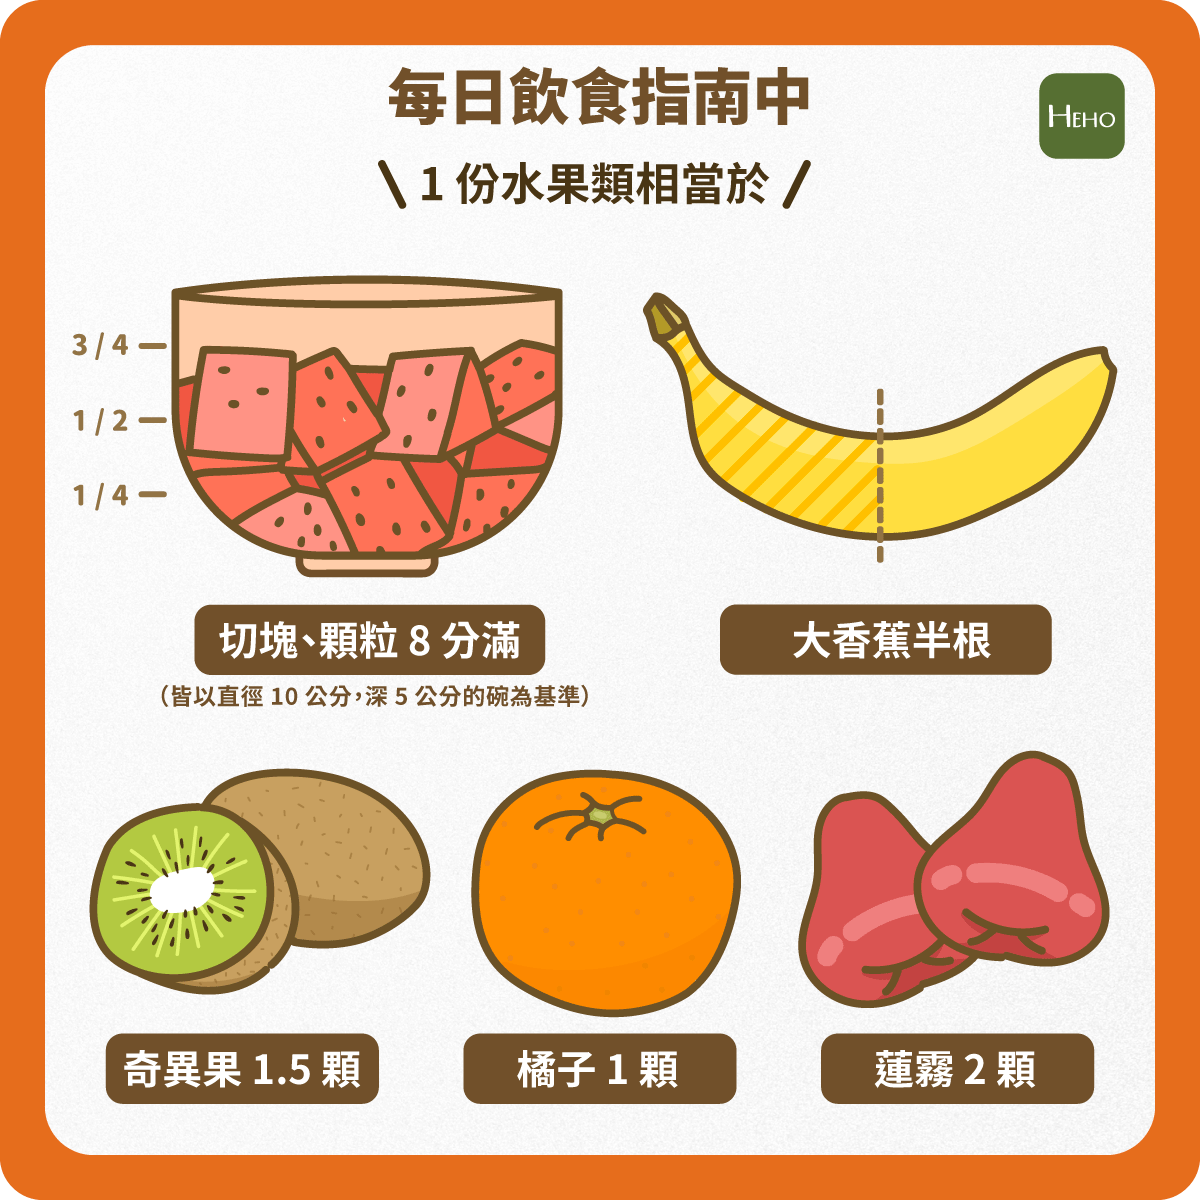 每日飲食指南中
HEHO
\ 1 份水果類相當於 /
3 / 4
1 / 2
1 / 4
切塊、顆粒 8 分滿
（皆以直徑 10 公分，深 5 公分的碗為基準）
大香蕉半根
奇異果 1.5 顆
橘子 1 顆
蓮霧 2 顆